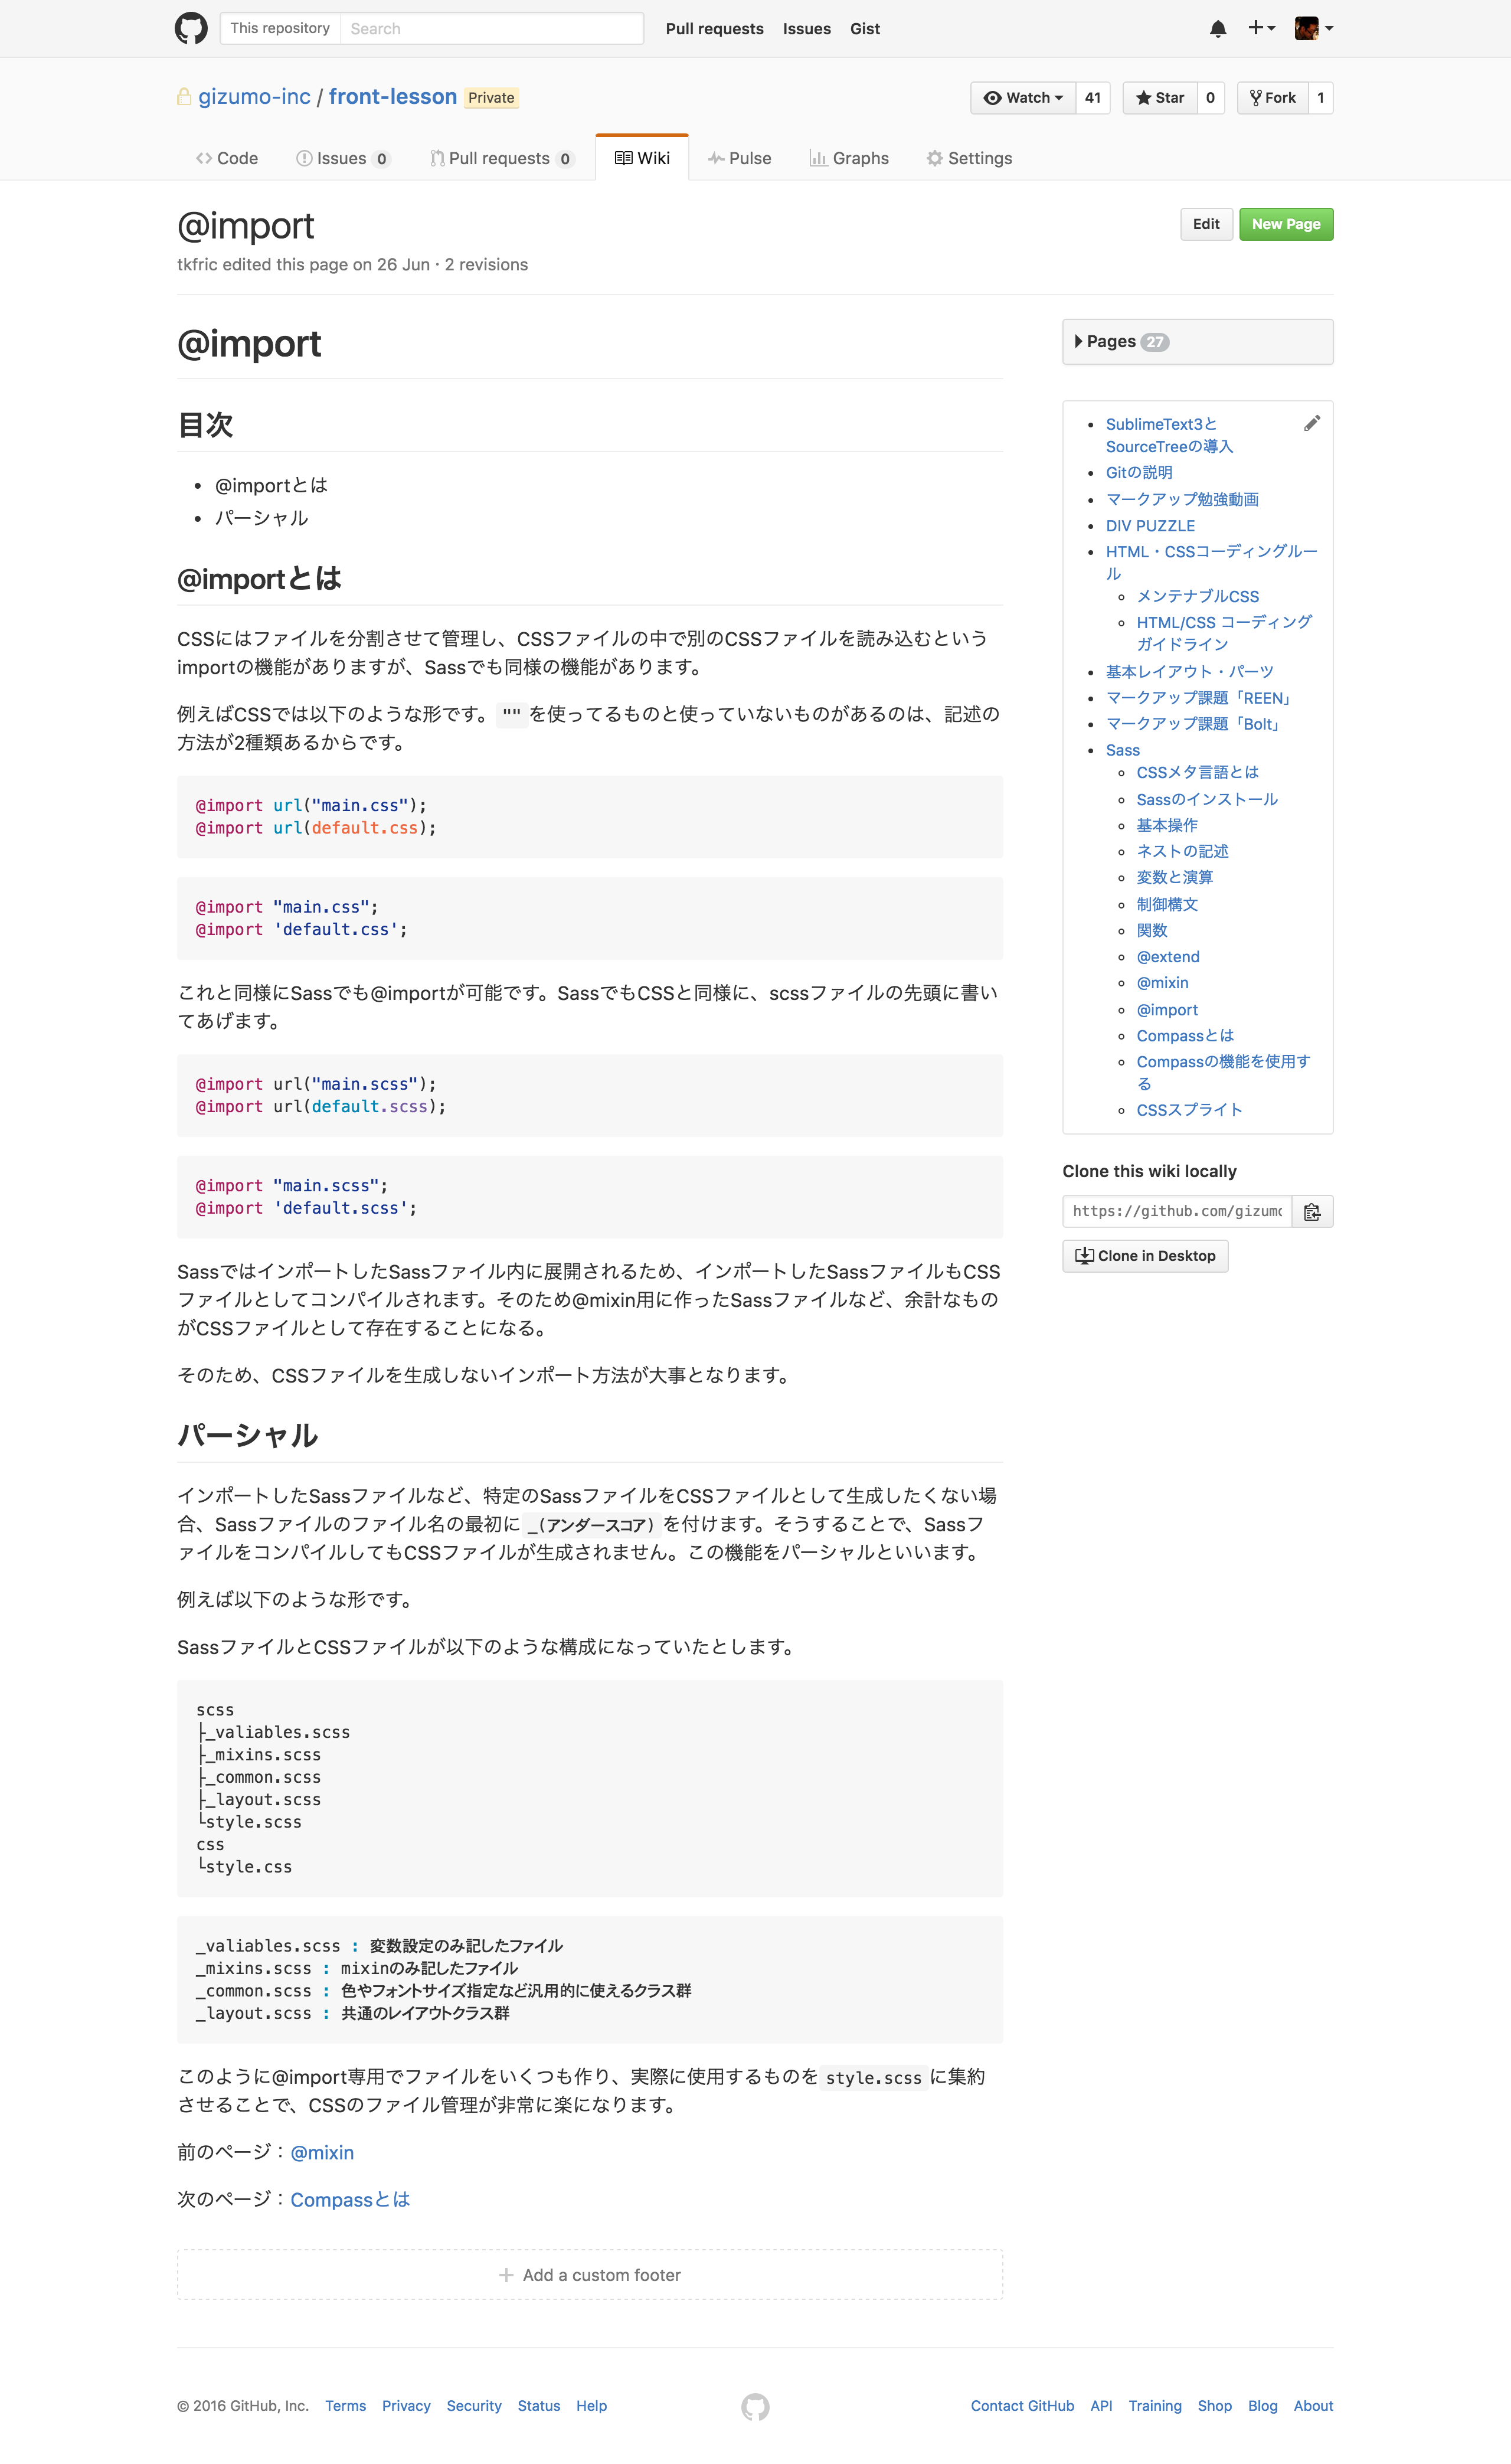 This repository Search Pull requests Issues Gist
gizumo-inc / front-lesson Private
Watch 41 Star 0 Fork 1
Code Issues 0 Pull requests 0 Wiki Pulse Graphs Settings
@import
Edit New Page
tkfric edited this page on 26 Jun · 2 revisions
@import
目次
@importとは
パーシャル
@importとは
CSSにはファイルを分割させて管理し、CSSファイルの中で別のCSSファイルを読み込むという
importの機能がありますが、Sassでも同様の機能があります。
例えばCSSでは以下のような形です。 "" を使ってるものと使っていないものがあるのは、記述の
方法が2種類あるからです。
@import url("main.css");
@import url(default.css);
@import "main.css";
@import 'default.css';
これと同様にSassでも@importが可能です。SassでもCSSと同様に、scssファイルの先頭に書い
てあげます。
@import url("main.scss");
@import url(default.scss);
@import "main.scss";
@import 'default.scss';
SassではインポートしたSassファイル内に展開されるため、インポートしたSassファイルもCSS
ファイルとしてコンパイルされます。そのため@mixin用に作ったSassファイルなど、余計なもの
がCSSファイルとして存在することになる。
そのため、CSSファイルを生成しないインポート方法が大事となります。
パーシャル
インポートしたSassファイルなど、特定のSassファイルをCSSファイルとして生成したくない場
合、Sassファイルのファイル名の最初に _(アンダースコア) を付けます。そうすることで、Sassフ
ァイルをコンパイルしてもCSSファイルが生成されません。この機能をパーシャルといいます。
例えば以下のような形です。
SassファイルとCSSファイルが以下のような構成になっていたとします。
scss
├_valiables.scss
├_mixins.scss
├_common.scss
├_layout.scss
└style.scss
css
└style.css
_valiables.scss : 変数設定のみ記したファイル
_mixins.scss : mixinのみ記したファイル
_common.scss : 色やフォントサイズ指定など汎用的に使えるクラス群
_layout.scss : 共通のレイアウトクラス群
このように@import専用でファイルをいくつも作り、実際に使用するものを style.scss に集約
させることで、CSSのファイル管理が非常に楽になります。
前のページ：@mixin
次のページ：Compassとは
Add a custom footer
Pages 27
SublimeText3と
SourceTreeの導入
Gitの説明
マークアップ勉強動画
DIV PUZZLE
HTML・CSSコーディングルー
ル
メンテナブルCSS
HTML/CSS コーディング
ガイドライン
基本レイアウト・パーツ
マークアップ課題「REEN」
マークアップ課題「Bolt」
Sass
CSSメタ言語とは
Sassのインストール
基本操作
ネストの記述
変数と演算
制御構文
関数
@extend
@mixin
@import
Compassとは
Compassの機能を使用す
る
CSSスプライト
Clone this wiki locally
https://github.com/gizumo
Clone in Desktop
© 2016 GitHub, Inc. Terms Privacy Security Status Help
Contact GitHub API Training Shop Blog About